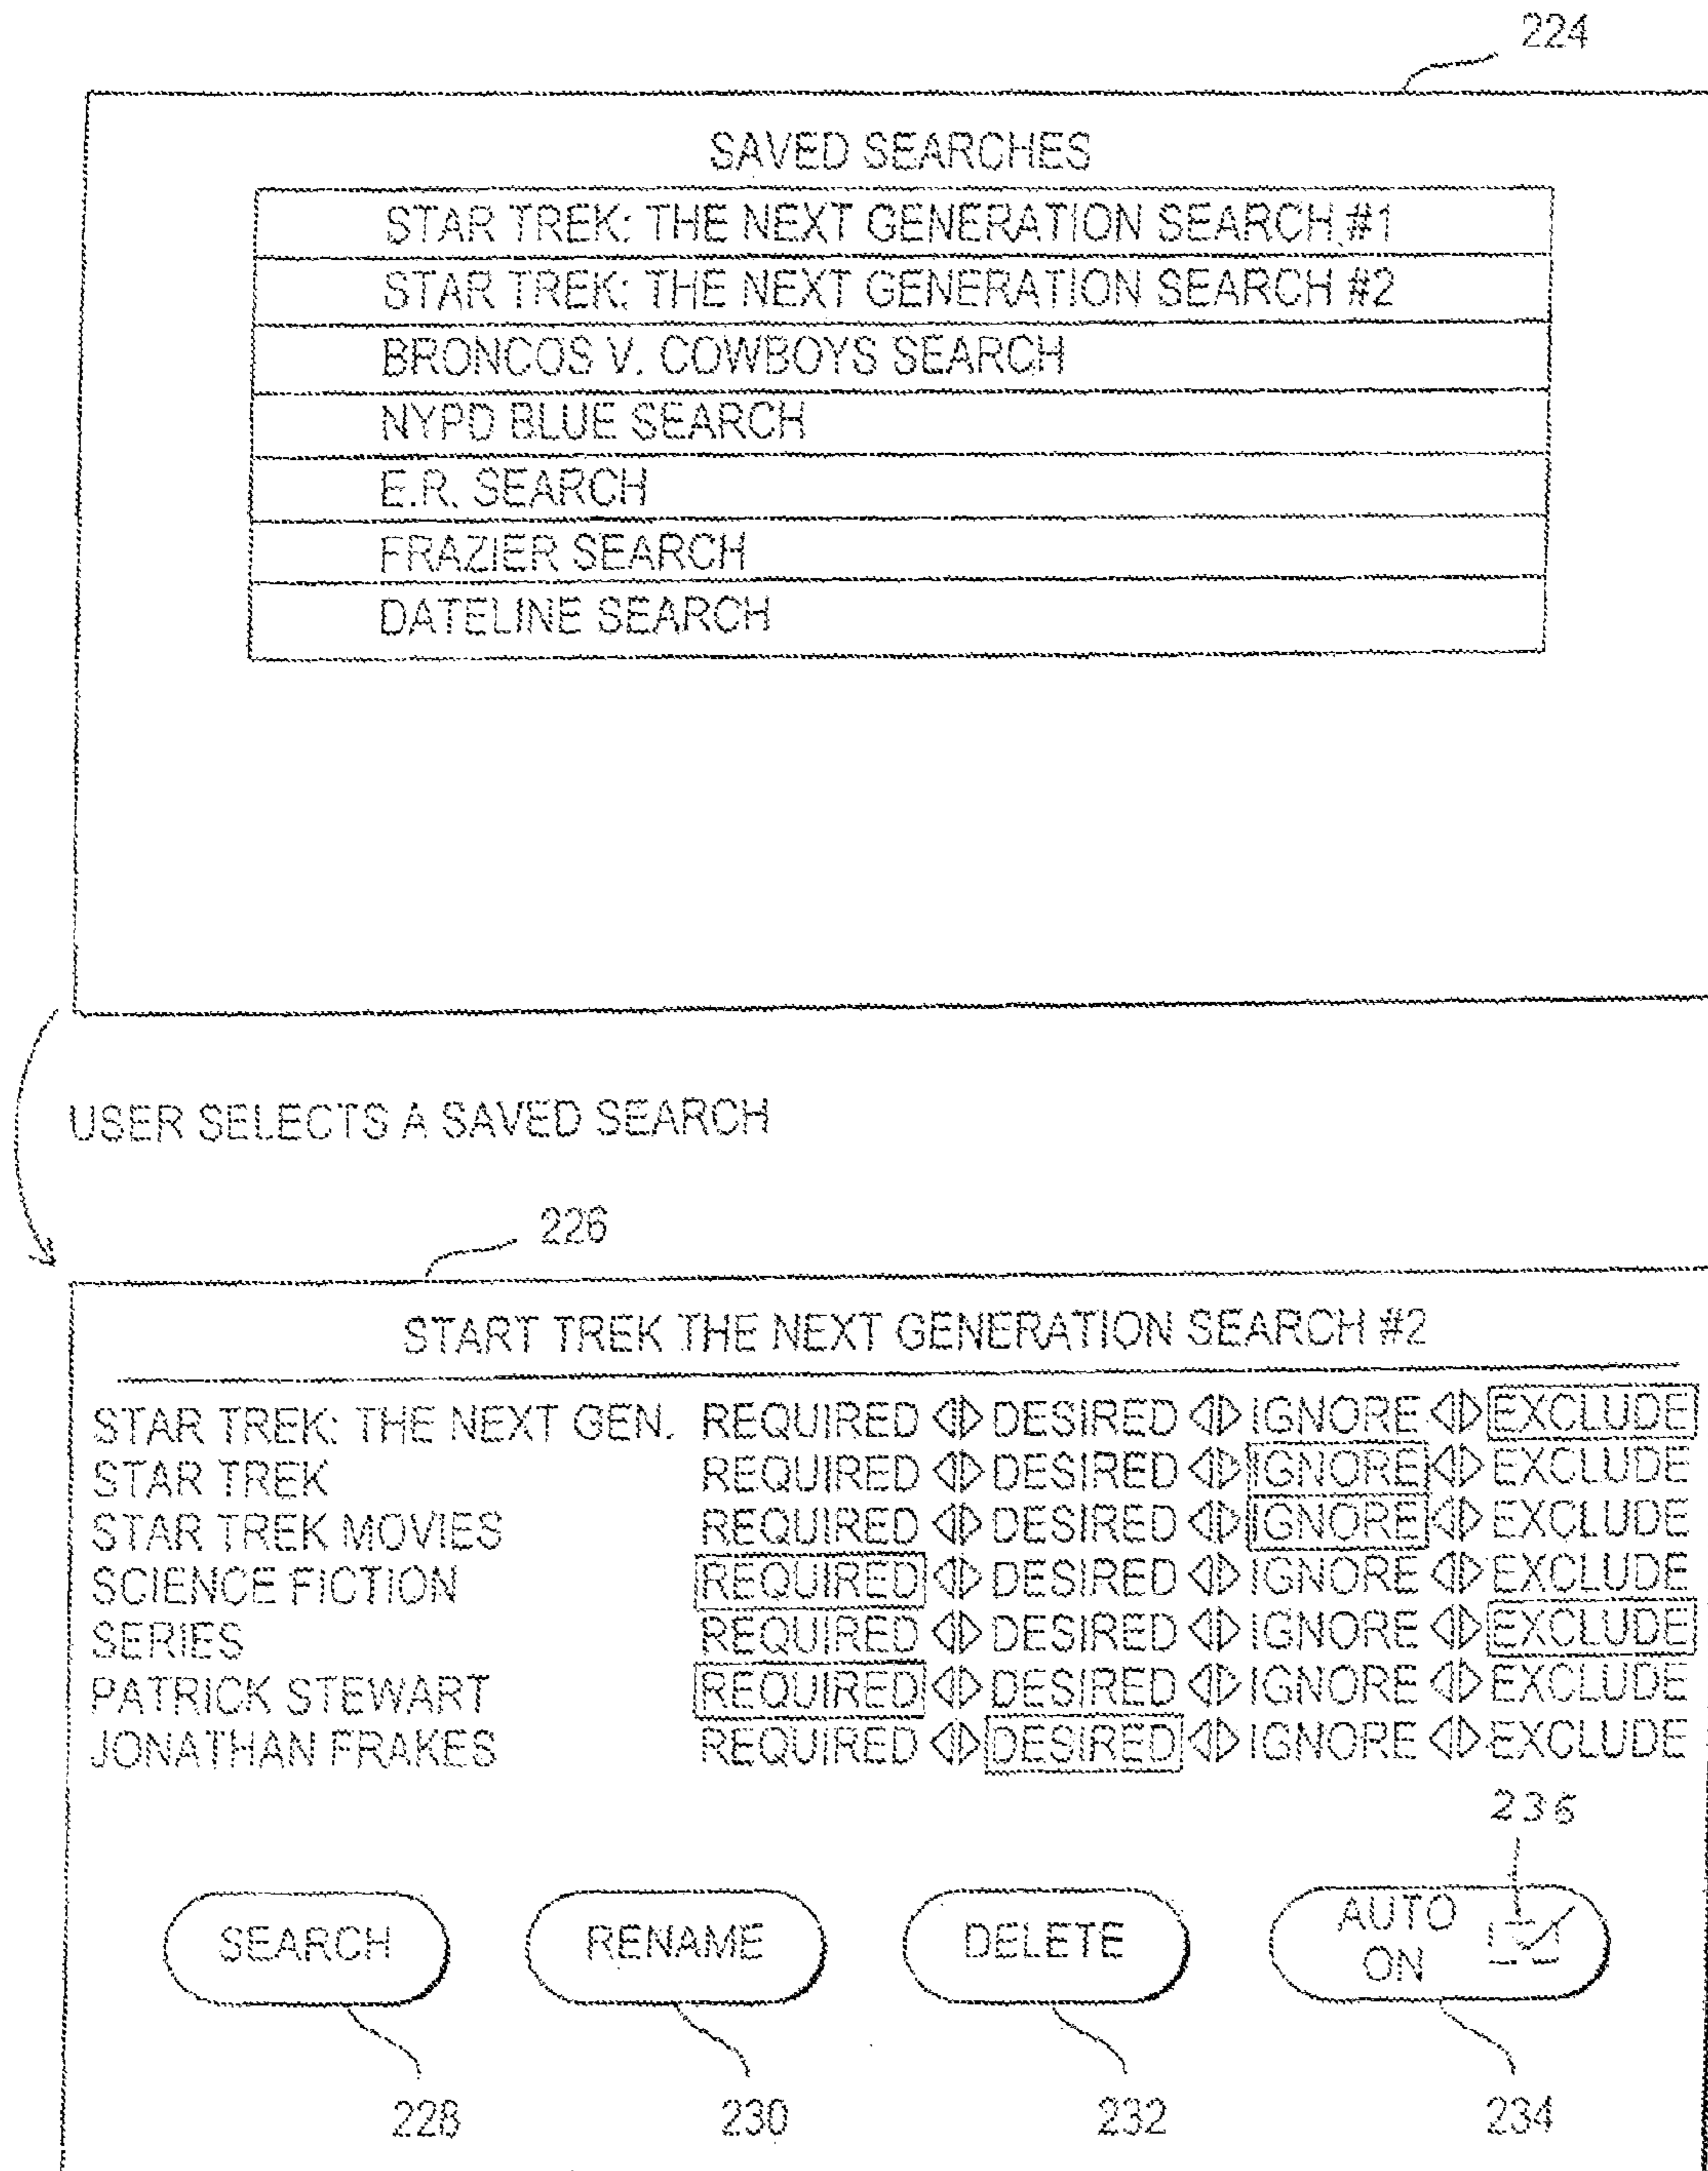 224
SAVED SEARCHES
STAR TREK: THE NEXT GENERATION SEARCH #1
STAR TREK: THE NEXT GENERATION SEARCH #2
BRONCOS V. COWBOYS SEARCH
NYPD BLUE SEARCH
E.R. SEARCH
FRAZIER SEARCH
DATELINE SEARCH
USER SELECTS A SAVED SEARCH
226
START TREK THE NEXT GENERATION SEARCH #2
STAR TREK: THE NEXT GEN. REQUIRED DESIRED IGNORE EXCLUDE
STAR TREK REQUIRED DESIRED IGNORE EXCLUDE
STAR TREK MOVIES REQUIRED DESIRED IGNORE EXCLUDE
SCIENCE FICTION REQUIRED DESIRED IGNORE EXCLUDE
SERIES REQUIRED DESIRED IGNORE EXCLUDE
PATRICK STEWART REQUIRED DESIRED IGNORE EXCLUDE
JONATHAN FRAKES REQUIRED DESIRED IGNORE EXCLUDE
236
SEARCH RENAME DELETE AUTO
ON
228 230 232 234